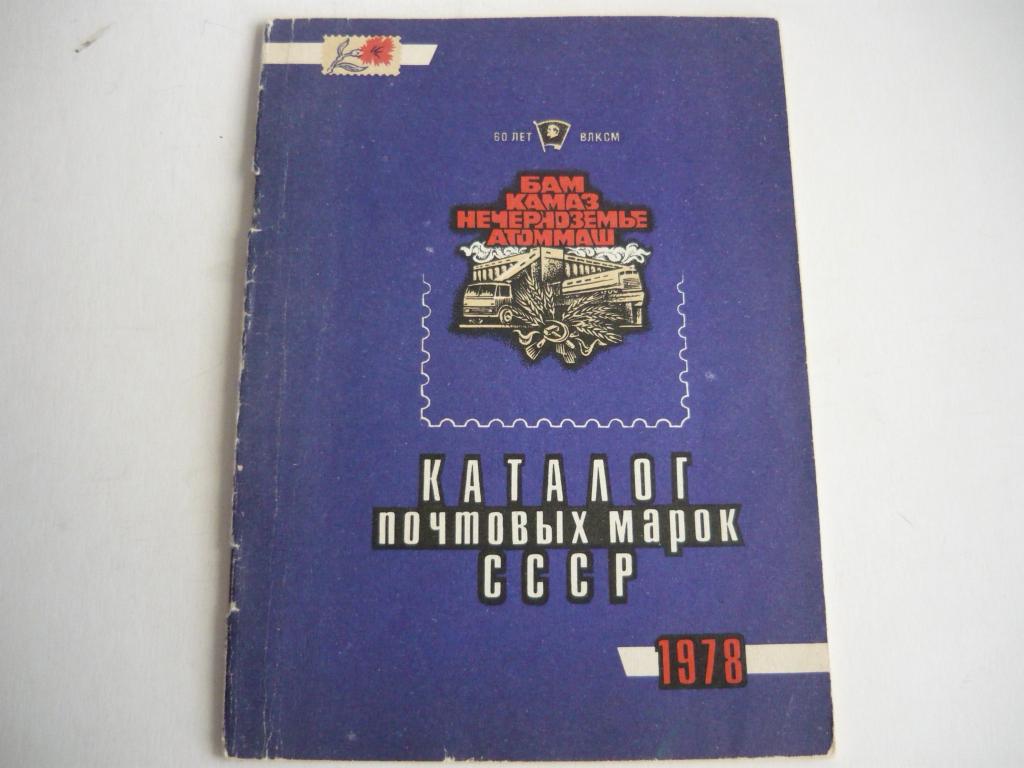 60 ЛЕТ ВЛКСМ
БАМ
КАМАЗ
НЕЧЕРНОЗЕМЬЕ
АТОММАШ
КАТАЛОГ
почтовых марок
СССР
1978